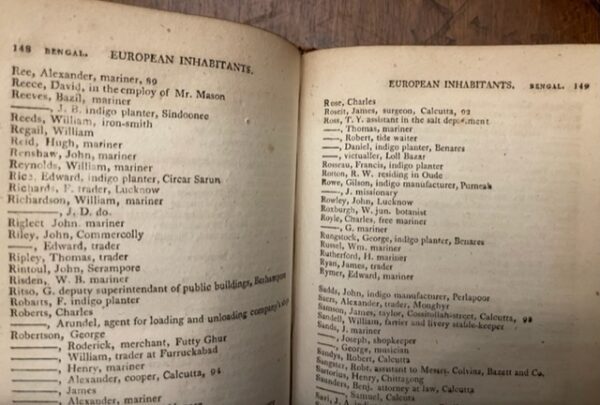 148 BENGAL. EUROPEAN INHABITANTS.
Ree, Alexander, mariner, 89
Reece, David, in the employ of Mr. Mason
Reeves, Bazil, mariner
———, J. B. indigo planter, Sindoonee
Reeds, William, iron-smith
Regail, William
Reid, Hugh, mariner
Renshaw, John, mariner
Reynolds, William, mariner
Rice, Edward, indigo planter, Circar Sarun
Richards, F. trader, Lucknow
Richardson, William, mariner
———, J. D. do.
Riglect John, mariner
Riley, John, Commercolly
———, Edward, trader
Ripley, Thomas, trader
Rintoul, John, Serampore
Risden, W. B. mariner
Ritso, G. deputy superintendant of public buildings, Berhampore
Robarts, F. indigo planter
Roberts, Charles
———, Arundel, agent for loading and unloading company's
Robertson, George
———, Roderick, merchant, Futty Ghur
———, William, trader at Furruckabad
———, Henry, mariner
———, Alexander, cooper, Calcutta, 94
———, James
———, Alexander, mariner
EUROPEAN INHABITANTS. BENGAL. 149
Rose, Charles
Roseit, James, surgeon, Calcutta, 92
Ross, T. Y. assistant in the salt department
———, Thomas, mariner
———, Robert, tide waiter
———, Daniel, indigo planter, Benares
———, victualler, Loll Bazar
Rosseau, Francis, indigo planter
Rotton, R. W. residing in Oude
Rowe, Gilson, indigo manufacturer, Purneah
———, J. missionary
Rowley, John, Lucknow
Roxburgh, W. jun. botanist
Royle, Charles, free mariner
———, G. mariner
Rungstock, George, indigo planter, Benares
Russel, Wm. mariner
Rutherford, H. mariner
Ryan, James, trader
Rymer, Edward, mariner
Sadds, John, indigo manufacturer, Perlapoor
Saers, Alexander, trader, Monghyr
Samson, James, taylor, Cossitollah-street, Calcutta, 98
Sandell, William, farrier and livery stable-keeper
Sands, J. mariner
———, Joseph, shopkeeper
———, George, musician
Sandys, Robert, Calcutta
Sangster, Robt. assistant to Messrs. Colvins, Bazett and Co.
Sartorius, Henry, Chittagong
Saunders, Benj. attorney at law, Calcutta
———, Samuel, Calcutta